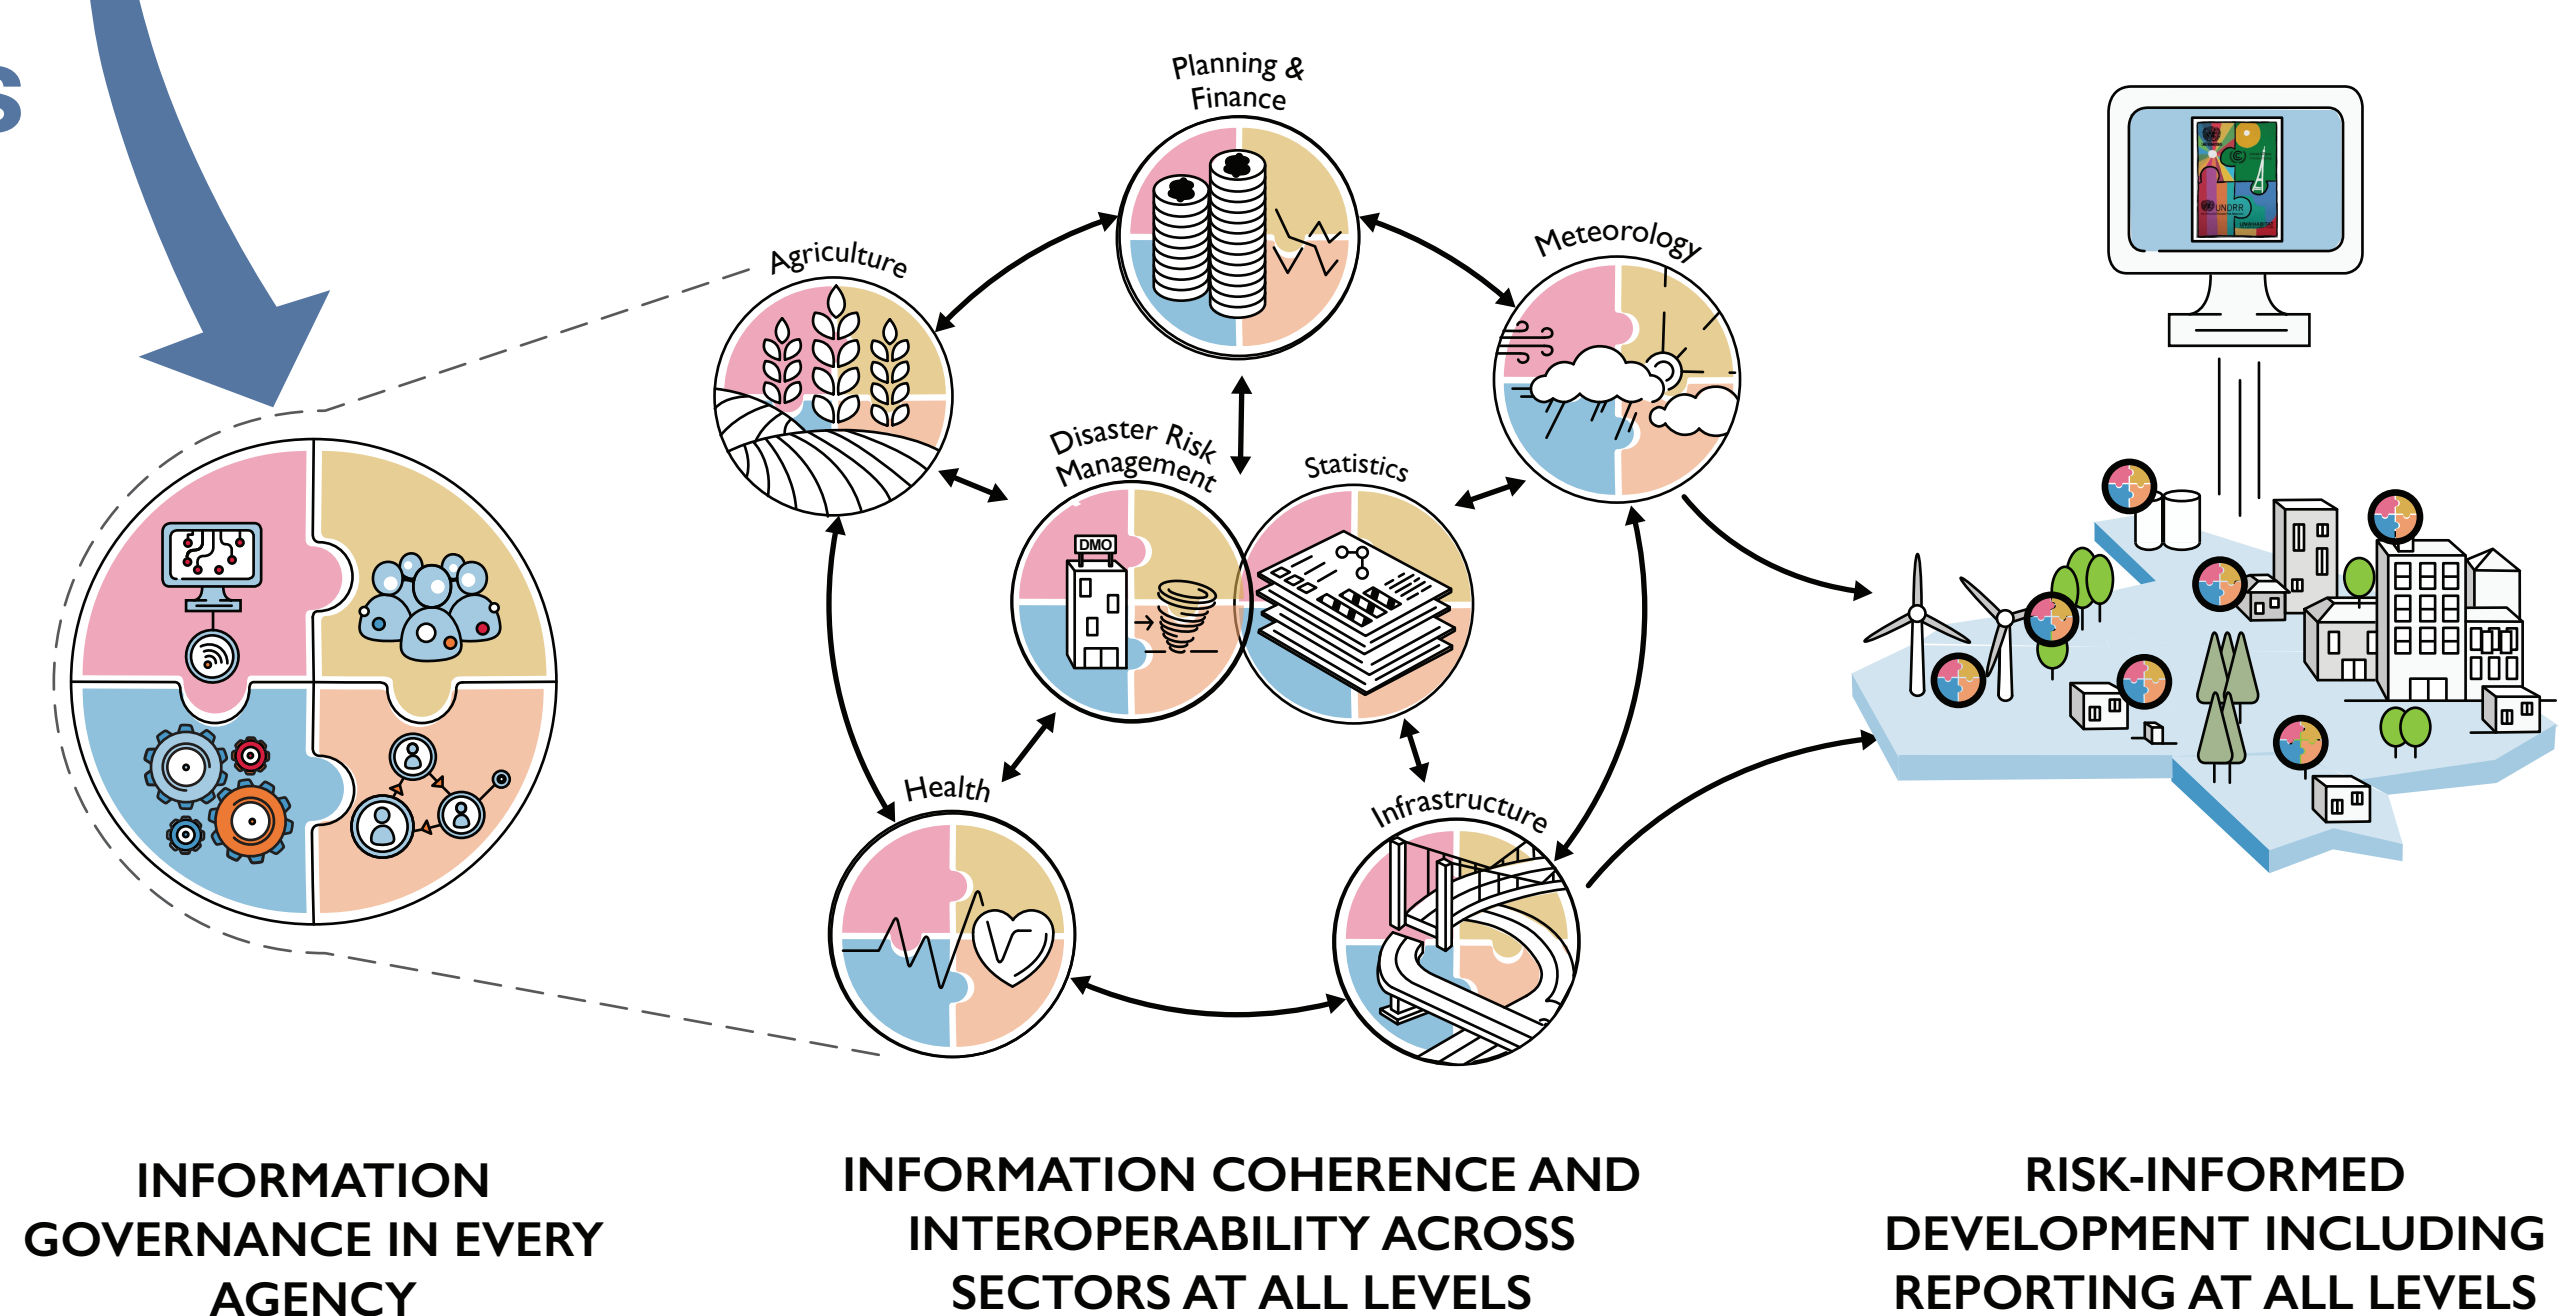 s
Planning &
Finance
Agriculture
Meteorology
Disaster Risk
Management
Statistics
DMO
Health
Infrastructure
UNDRR
INFORMATION
GOVERNANCE IN EVERY
AGENCY
INFORMATION COHERENCE AND
INTEROPERABILITY ACROSS
SECTORS AT ALL LEVELS
RISK-INFORMED
DEVELOPMENT INCLUDING
REPORTING AT ALL LEVELS